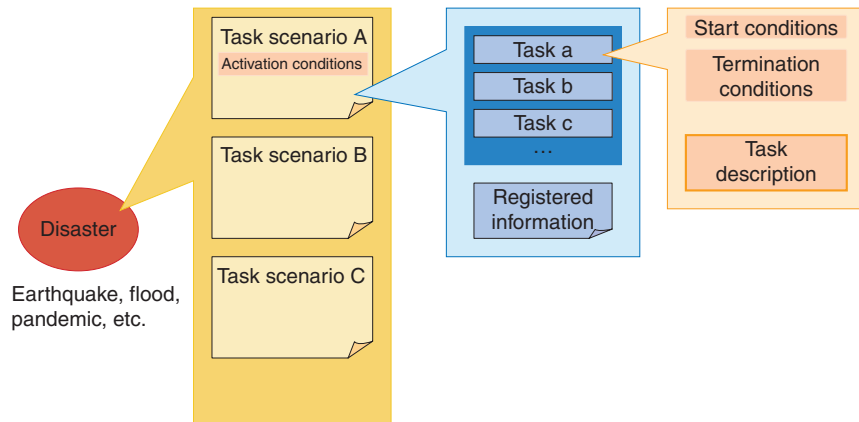 Disaster
Earthquake, flood,
pandemic, etc.
Task scenario A
Activation conditions
Task scenario B
Task scenario C
Task a
Task b
Task c
...
Registered
information
Start conditions
Termination
conditions
Task
description